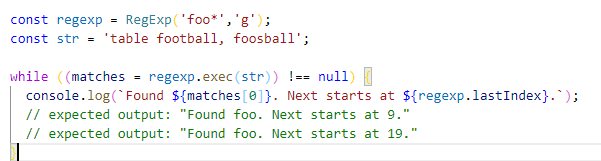 const regexp = RegExp('foo*','g');
const str = 'table football, foosball';

while ((matches = regexp.exec(str)) !== null) {
  console.log(`Found ${matches[0]}. Next starts at ${regexp.lastIndex}.`);
  // expected output: "Found foo. Next starts at 9."
  // expected output: "Found foo. Next starts at 19."
}